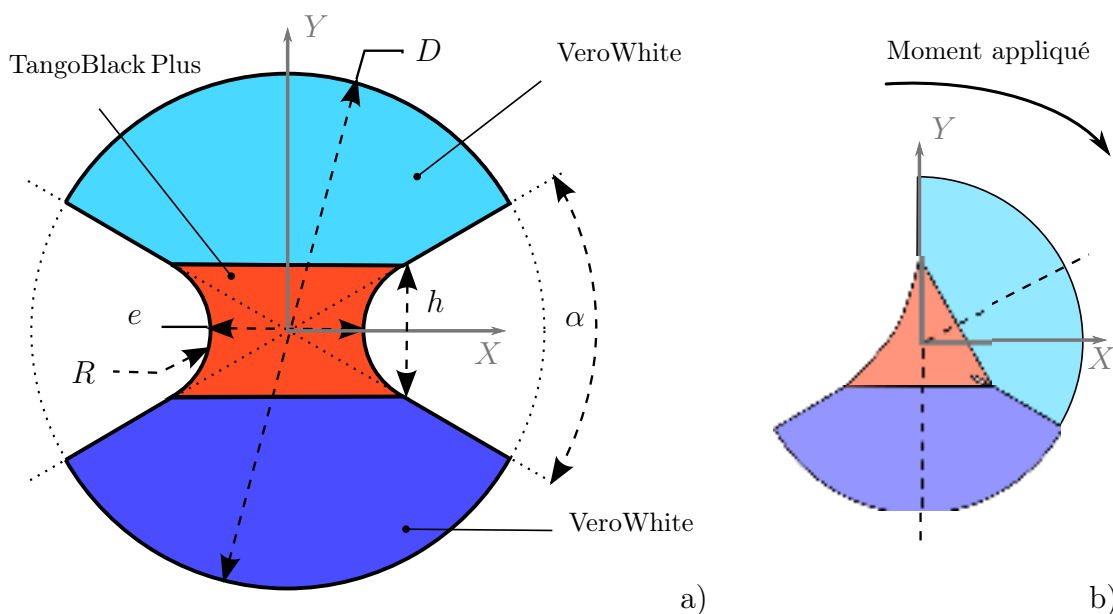 Y
D
TangoBlack Plus
VeroWhite
e
h
α
R
X
VeroWhite
a)
Moment appliqué
Y
X
b)